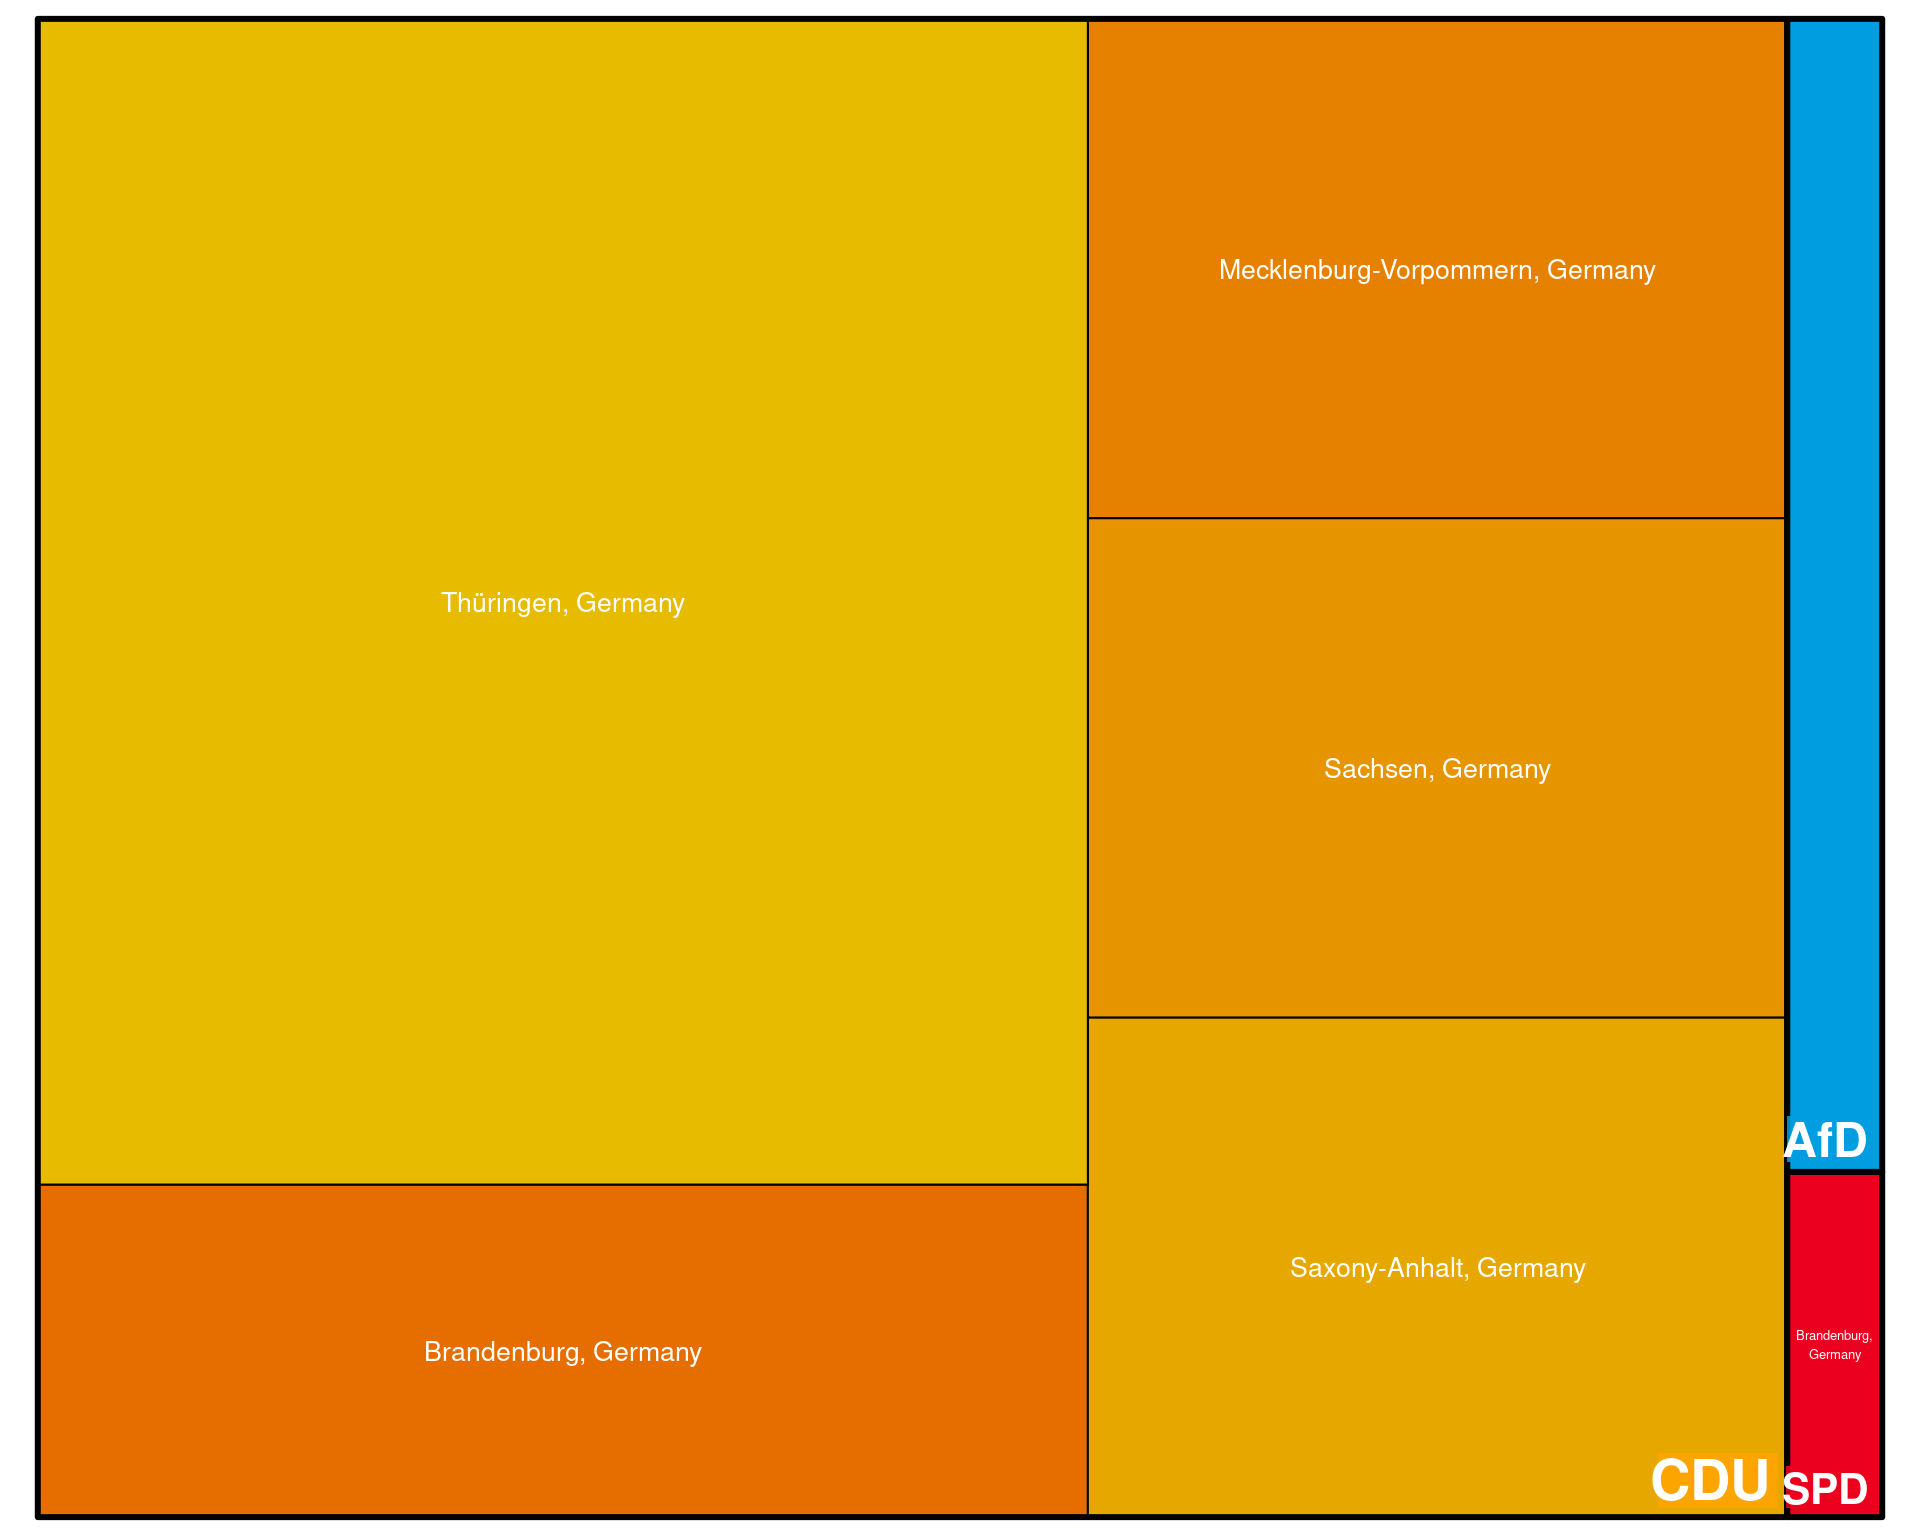 Thüringen, Germany
Brandenburg, Germany
Mecklenburg-Vorpommern, Germany
Sachsen, Germany
Saxony-Anhalt, Germany
CDU
AfD
Brandenburg,
Germany
SPD